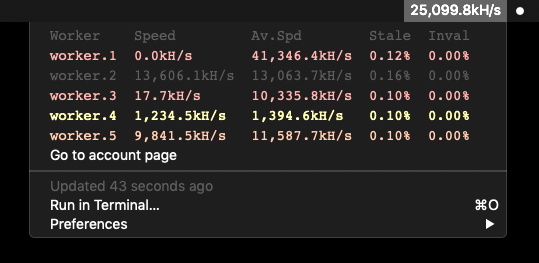 25,099.8kH/s
Worker Speed Av.Spd Stale Inval
worker.1 0.0kH/s 41,346.4kH/s 0.12% 0.00%
worker.2 13,606.1kH/s 13,063.7kH/s 0.16% 0.00%
worker.3 17.7kH/s 10,335.8kH/s 0.10% 0.00%
worker.4 1,234.5kH/s 1,394.6kH/s 0.10% 0.00%
worker.5 9,841.5kH/s 11,587.7kH/s 0.10% 0.00%
Go to account page
Updated 43 seconds ago
Run in Terminal... ⌘O
Preferences